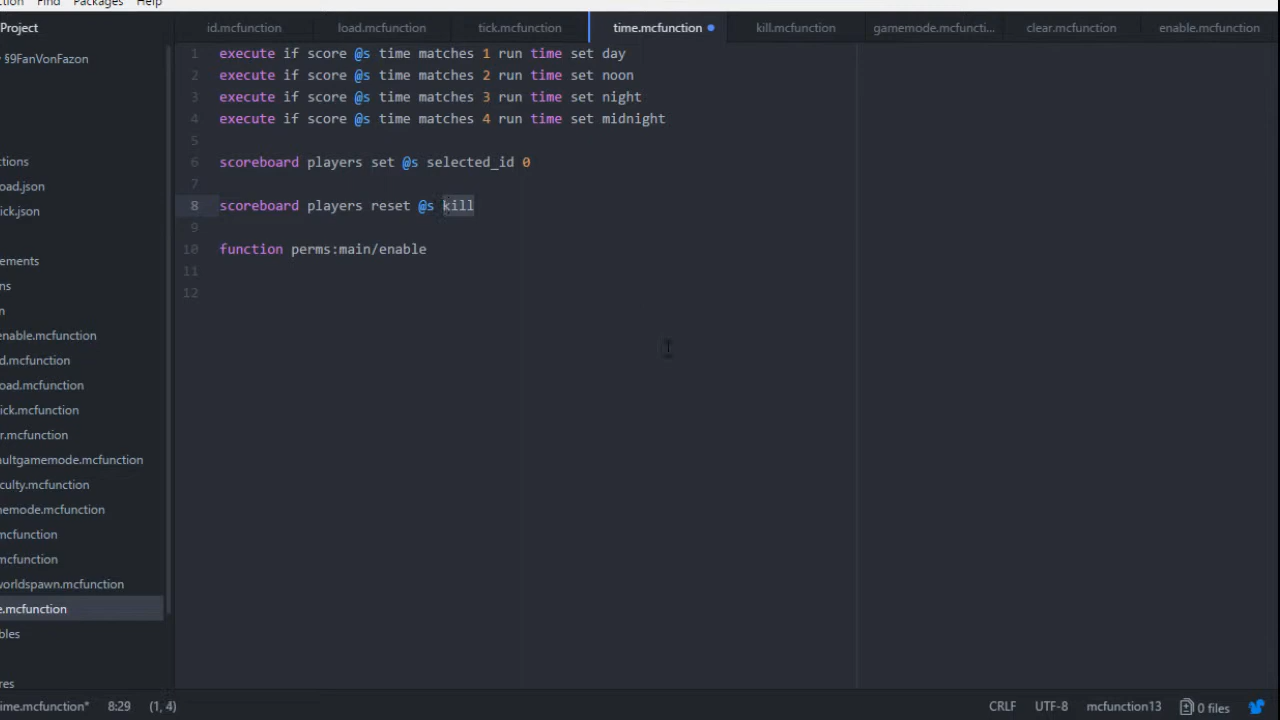 ction Find Packages Help
Project
§9FanVonFazon
ctions
oad.json
ick.json
ements
ns
n
enable.mcfunction
d.mcfunction
oad.mcfunction
ick.mcfunction
r.mcfunction
aultgamemode.mcfunction
culty.mcfunction
nemode.mcfunction
mcfunction
mcfunction
worldspawn.mcfunction
e.mcfunction
bles
res
id.mcfunction load.mcfunction tick.mcfunction time.mcfunction kill.mcfunction gamemode.mcfuncti... clear.mcfunction enable.mcfunction
1 execute if score @s time matches 1 run time set day
2 execute if score @s time matches 2 run time set noon
3 execute if score @s time matches 3 run time set night
4 execute if score @s time matches 4 run time set midnight
5
6 scoreboard players set @s selected_id 0
7
8 scoreboard players reset @s kill
9
10 function perms:main/enable
11
12
ime.mcfunction* 8:29 (1, 4) CRLF UTF-8 mcfunction13 0 files